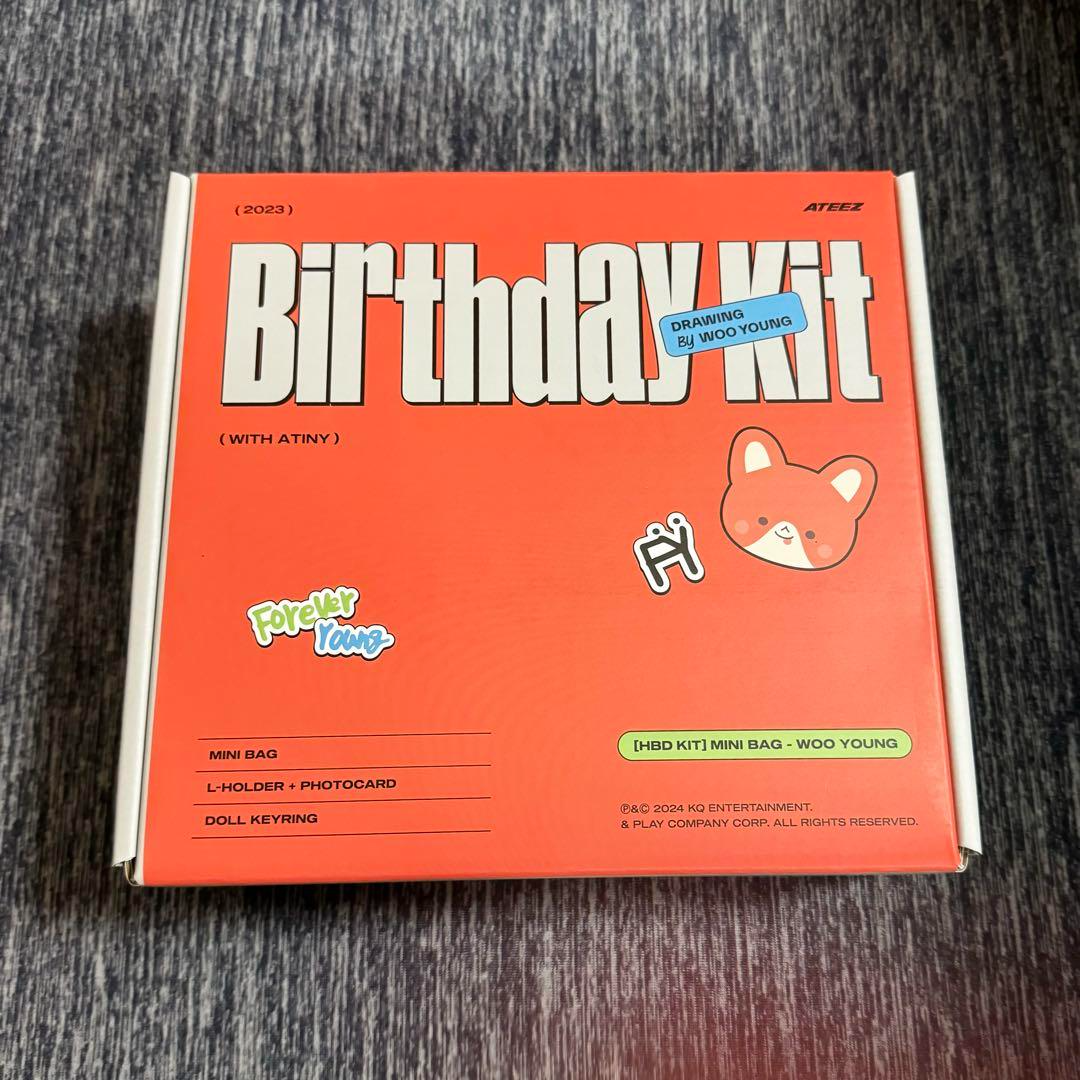 ( 2023 )
ATEEZ
Birthday Kit
DRAWING
By WOO YOUNG
( WITH ATINY )
FY
Forever
Young
MINI BAG
L-HOLDER + PHOTOCARD
DOLL KEYRING
[HBD KIT] MINI BAG - WOO YOUNG
℗&© 2024 KQ ENTERTAINMENT.
& PLAY COMPANY CORP. ALL RIGHTS RESERVED.